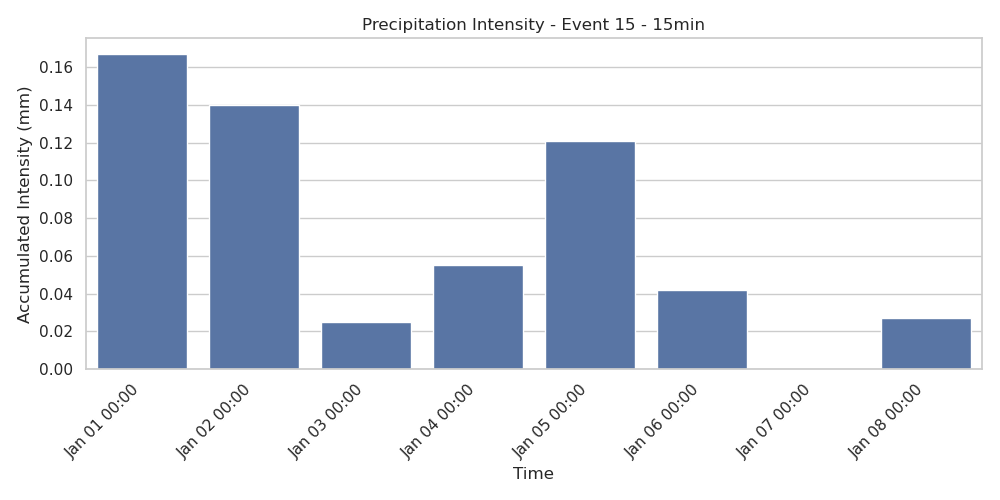 Precipitation Intensity - Event 15 - 15min
Accumulated Intensity (mm)
0.16
0.14
0.12
0.10
0.08
0.06
0.04
0.02
0.00
Jan 01 00:00
Jan 02 00:00
Jan 03 00:00
Jan 04 00:00
Jan 05 00:00
Jan 06 00:00
Jan 07 00:00
Jan 08 00:00
Time